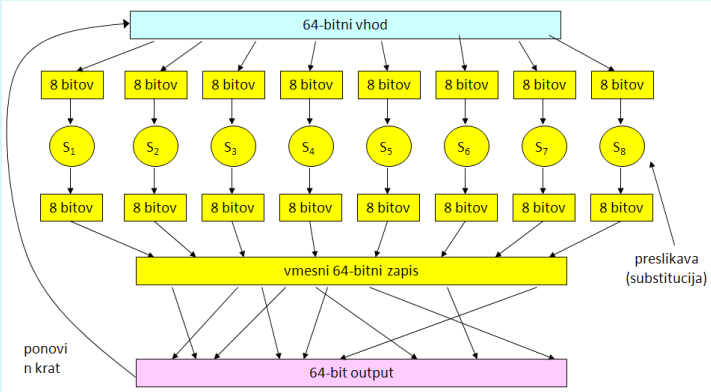 64-bitni vhod
8 bitov 8 bitov 8 bitov 8 bitov 8 bitov 8 bitov 8 bitov 8 bitov
S1 S2 S3 S4 S5 S6 S7 S8
8 bitov 8 bitov 8 bitov 8 bitov 8 bitov 8 bitov 8 bitov 8 bitov
preslikava
(substitucija)
vmesni 64-bitni zapis
ponovi
n krat
64-bit output